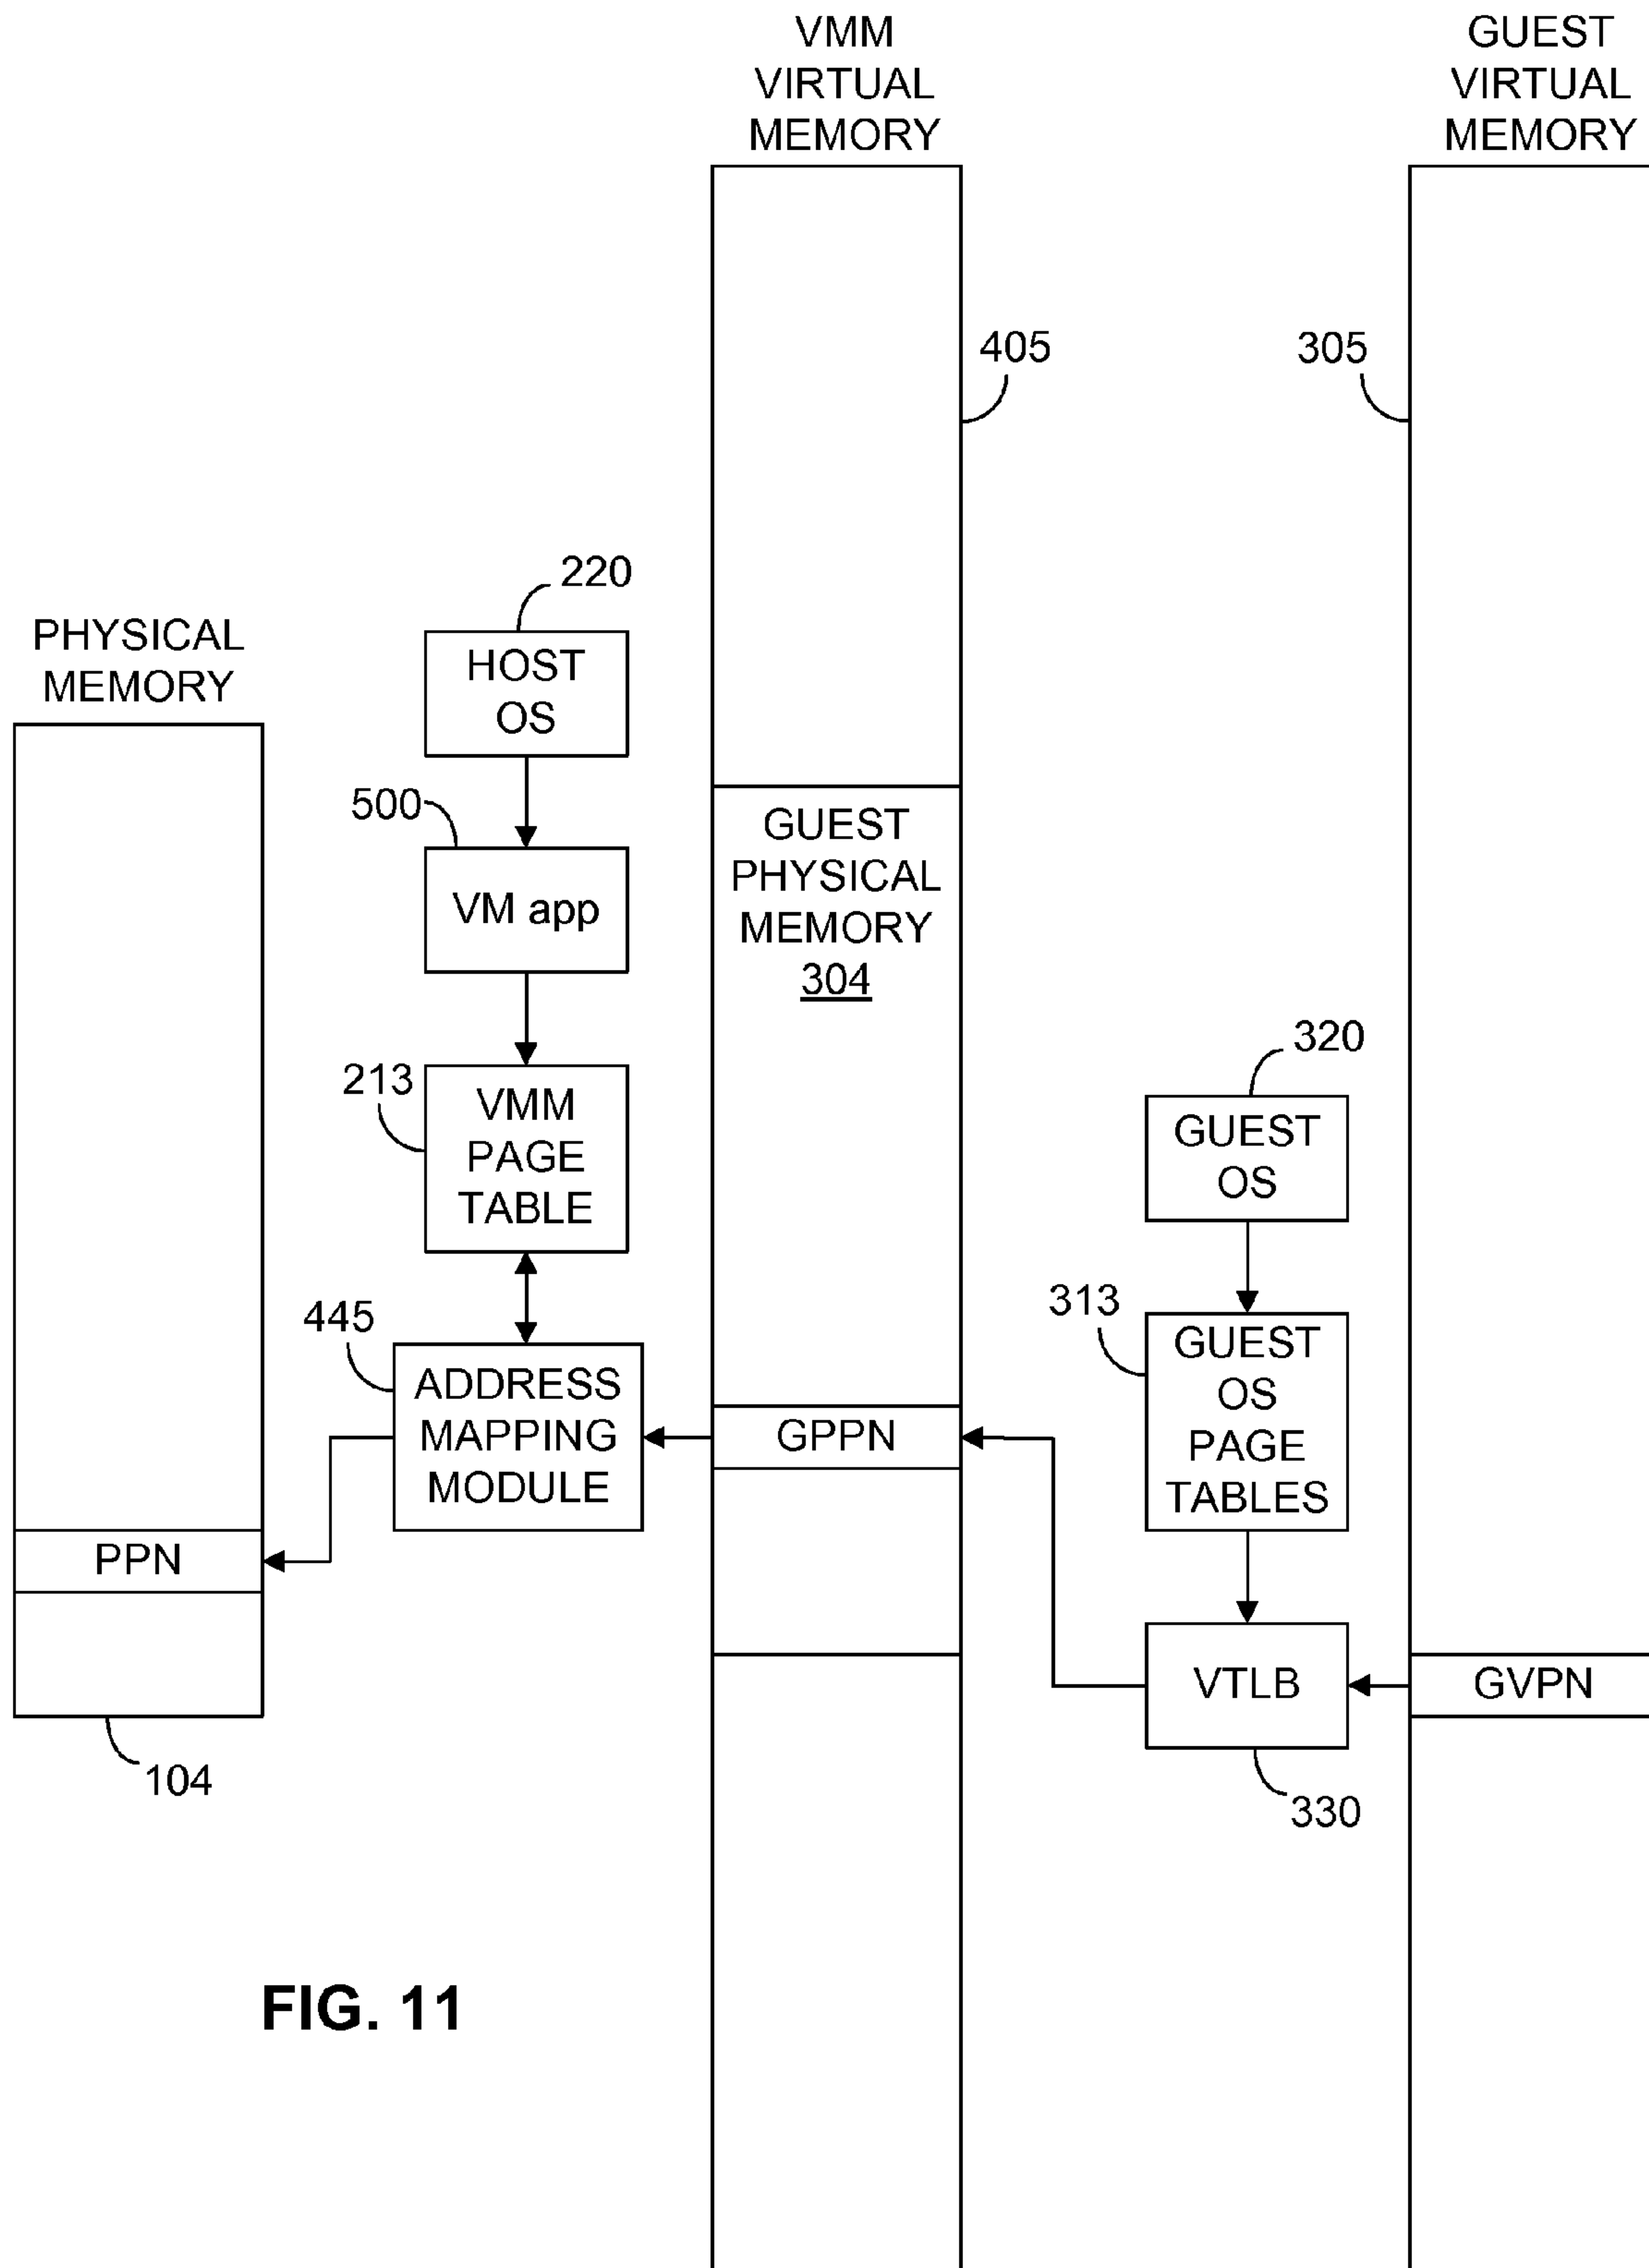 VMM
VIRTUAL
MEMORY
GUEST
VIRTUAL
MEMORY
405
305
220
HOST
OS
PHYSICAL
MEMORY
500
VM app
GUEST
PHYSICAL
MEMORY
304
213
VMM
PAGE
TABLE
320
GUEST
OS
313
GUEST
OS
PAGE
TABLES
445
ADDRESS
MAPPING
MODULE
GPPN
PPN
VTLB
GVPN
104
330
FIG. 11